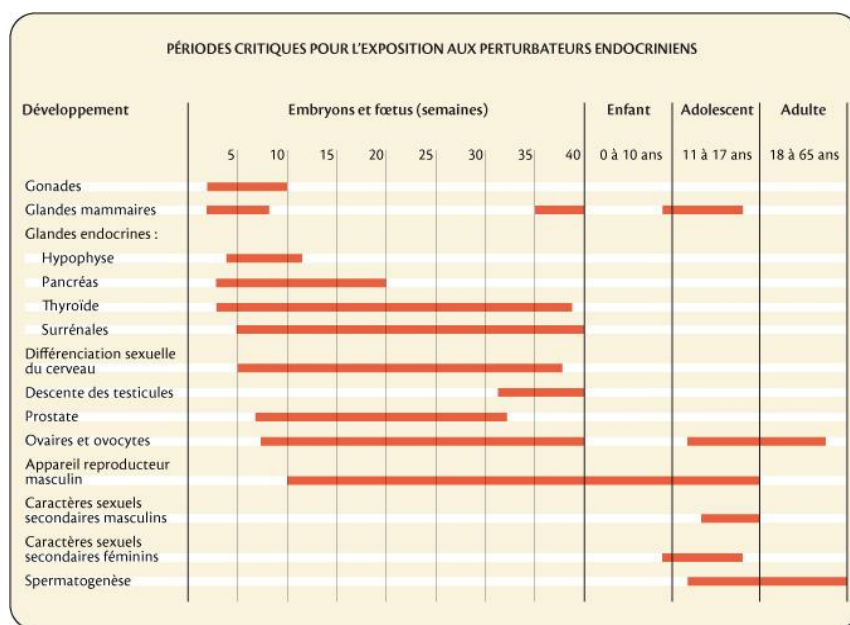 PÉRIODES CRITIQUES POUR L'EXPOSITION AUX PERTURBATEURS ENDOCRINIENS
Développement Embryons et fœtus (semaines) Enfant Adolescent Adulte
5 10 15 20 25 30 35 40 0 à 10 ans 11 à 17 ans 18 à 65 ans
Gonades
Glandes mammaires
Glandes endocrines :
Hypophyse
Pancréas
Thyroïde
Surrénales
Différenciation sexuelle
du cerveau
Descente des testicules
Prostate
Ovaires et ovocytes
Appareil reproducteur
masculin
Caractères sexuels
secondaires masculins
Caractères sexuels
secondaires féminins
Spermatogenèse